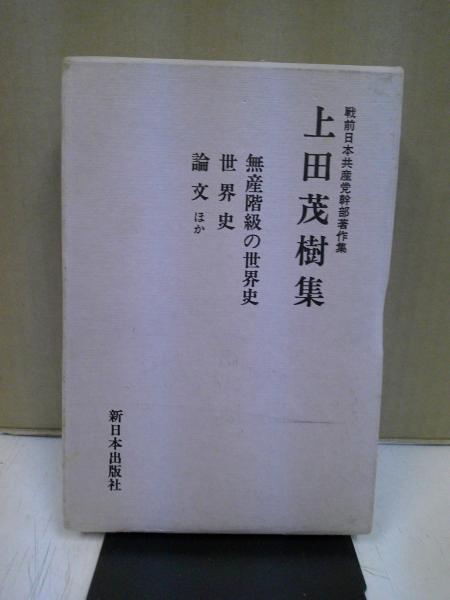 戦前日本共産党幹部著作集
上田茂樹集
無産階級の世界史
世界史
論文 ほか
新日本出版社